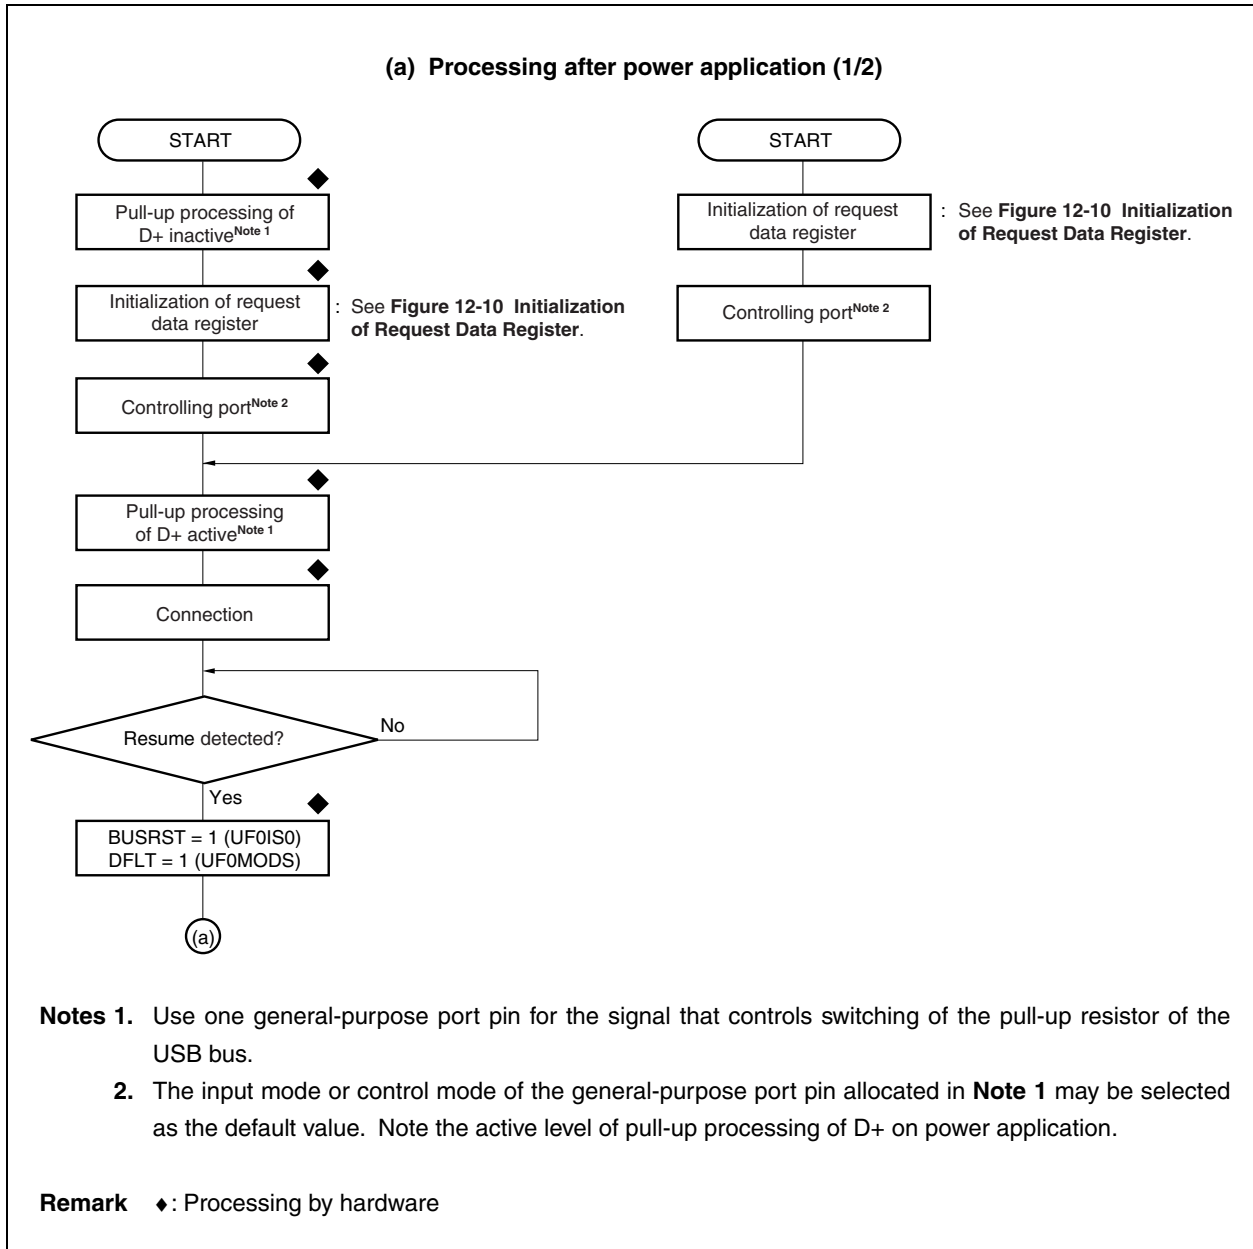 (a) Processing after power application (1/2)
START
Pull-up processing of
D+ inactiveNote 1
Initialization of request
data register
: See Figure 12-10 Initialization
of Request Data Register.
Controlling portNote 2
START
Initialization of request
data register
: See Figure 12-10 Initialization
of Request Data Register.
Controlling portNote 2
Pull-up processing
of D+ activeNote 1
Connection
Resume detected?
No
Yes
BUSRST = 1 (UF0IS0)
DFLT = 1 (UF0MODS)
(a)
Notes 1. Use one general-purpose port pin for the signal that controls switching of the pull-up resistor of the
USB bus.
2. The input mode or control mode of the general-purpose port pin allocated in Note 1 may be selected
as the default value. Note the active level of pull-up processing of D+ on power application.
Remark ♦: Processing by hardware